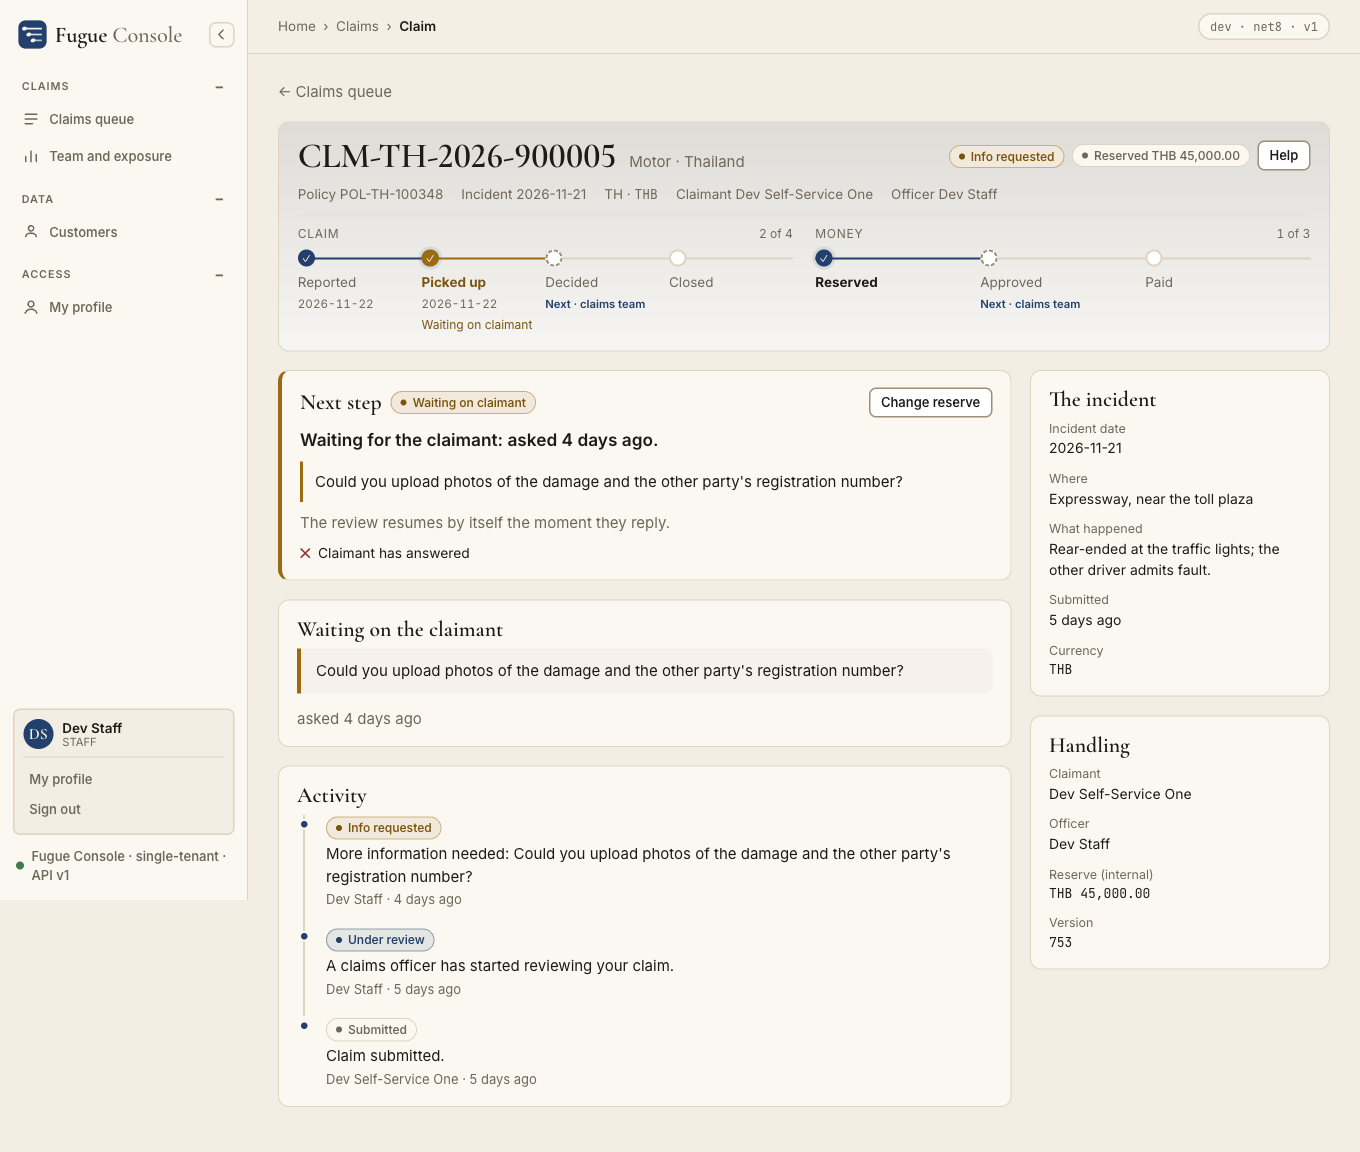 Fugue Console
CLAIMS
Claims queue
Team and exposure
DATA
Customers
ACCESS
My profile
DS
Dev Staff
STAFF
My profile
Sign out
Fugue Console · single-tenant ·
API v1
Home › Claims › Claim
dev · net8 · v1
← Claims queue
CLM-TH-2026-900005 Motor · Thailand
Info requested
Reserved THB 45,000.00
Help
Policy POL-TH-100348 Incident 2026-11-21 TH · THB Claimant Dev Self-Service One Officer Dev Staff
CLAIM 2 of 4
Reported
2026-11-22
Picked up
2026-11-22
Waiting on claimant
Decided
Next · claims team
Closed
MONEY 1 of 3
Reserved
Approved
Next · claims team
Paid
Next step
Waiting on claimant
Change reserve
Waiting for the claimant: asked 4 days ago.
Could you upload photos of the damage and the other party's registration number?
The review resumes by itself the moment they reply.
Claimant has answered
Waiting on the claimant
Could you upload photos of the damage and the other party's registration number?
asked 4 days ago
Activity
Info requested
More information needed: Could you upload photos of the damage and the other party's
registration number?
Dev Staff · 4 days ago
Under review
A claims officer has started reviewing your claim.
Dev Staff · 5 days ago
Submitted
Claim submitted.
Dev Self-Service One · 5 days ago
The incident
Incident date
2026-11-21
Where
Expressway, near the toll plaza
What happened
Rear-ended at the traffic lights; the
other driver admits fault.
Submitted
5 days ago
Currency
THB
Handling
Claimant
Dev Self-Service One
Officer
Dev Staff
Reserve (internal)
THB 45,000.00
Version
753